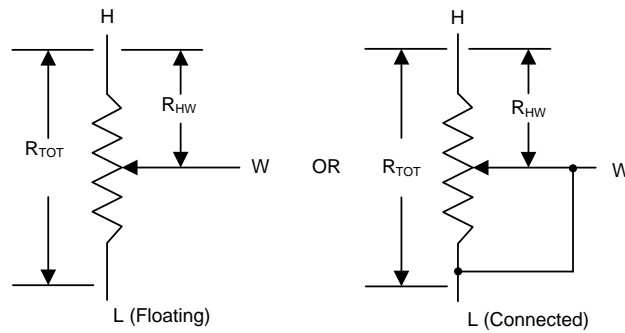 H
H
R_HW
R_HW
R_TOT
W
OR
R_TOT
W
L (Floating)
L (Connected)